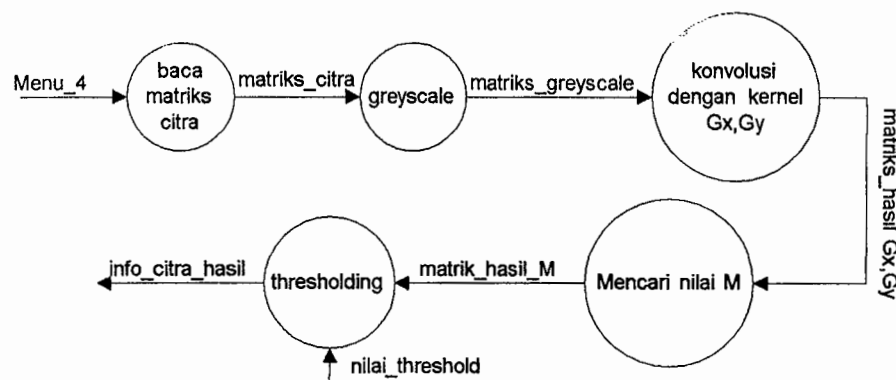 Menu_4
baca
matriks
citra
matriks_citra
greyscale
matriks_greyscale
konvolusi
dengan kernel
Gx,Gy
matriks_hasil Gx,Gy
Mencari nilai M
matrik_hasil_M
thresholding
info_citra_hasil
nilai_threshold